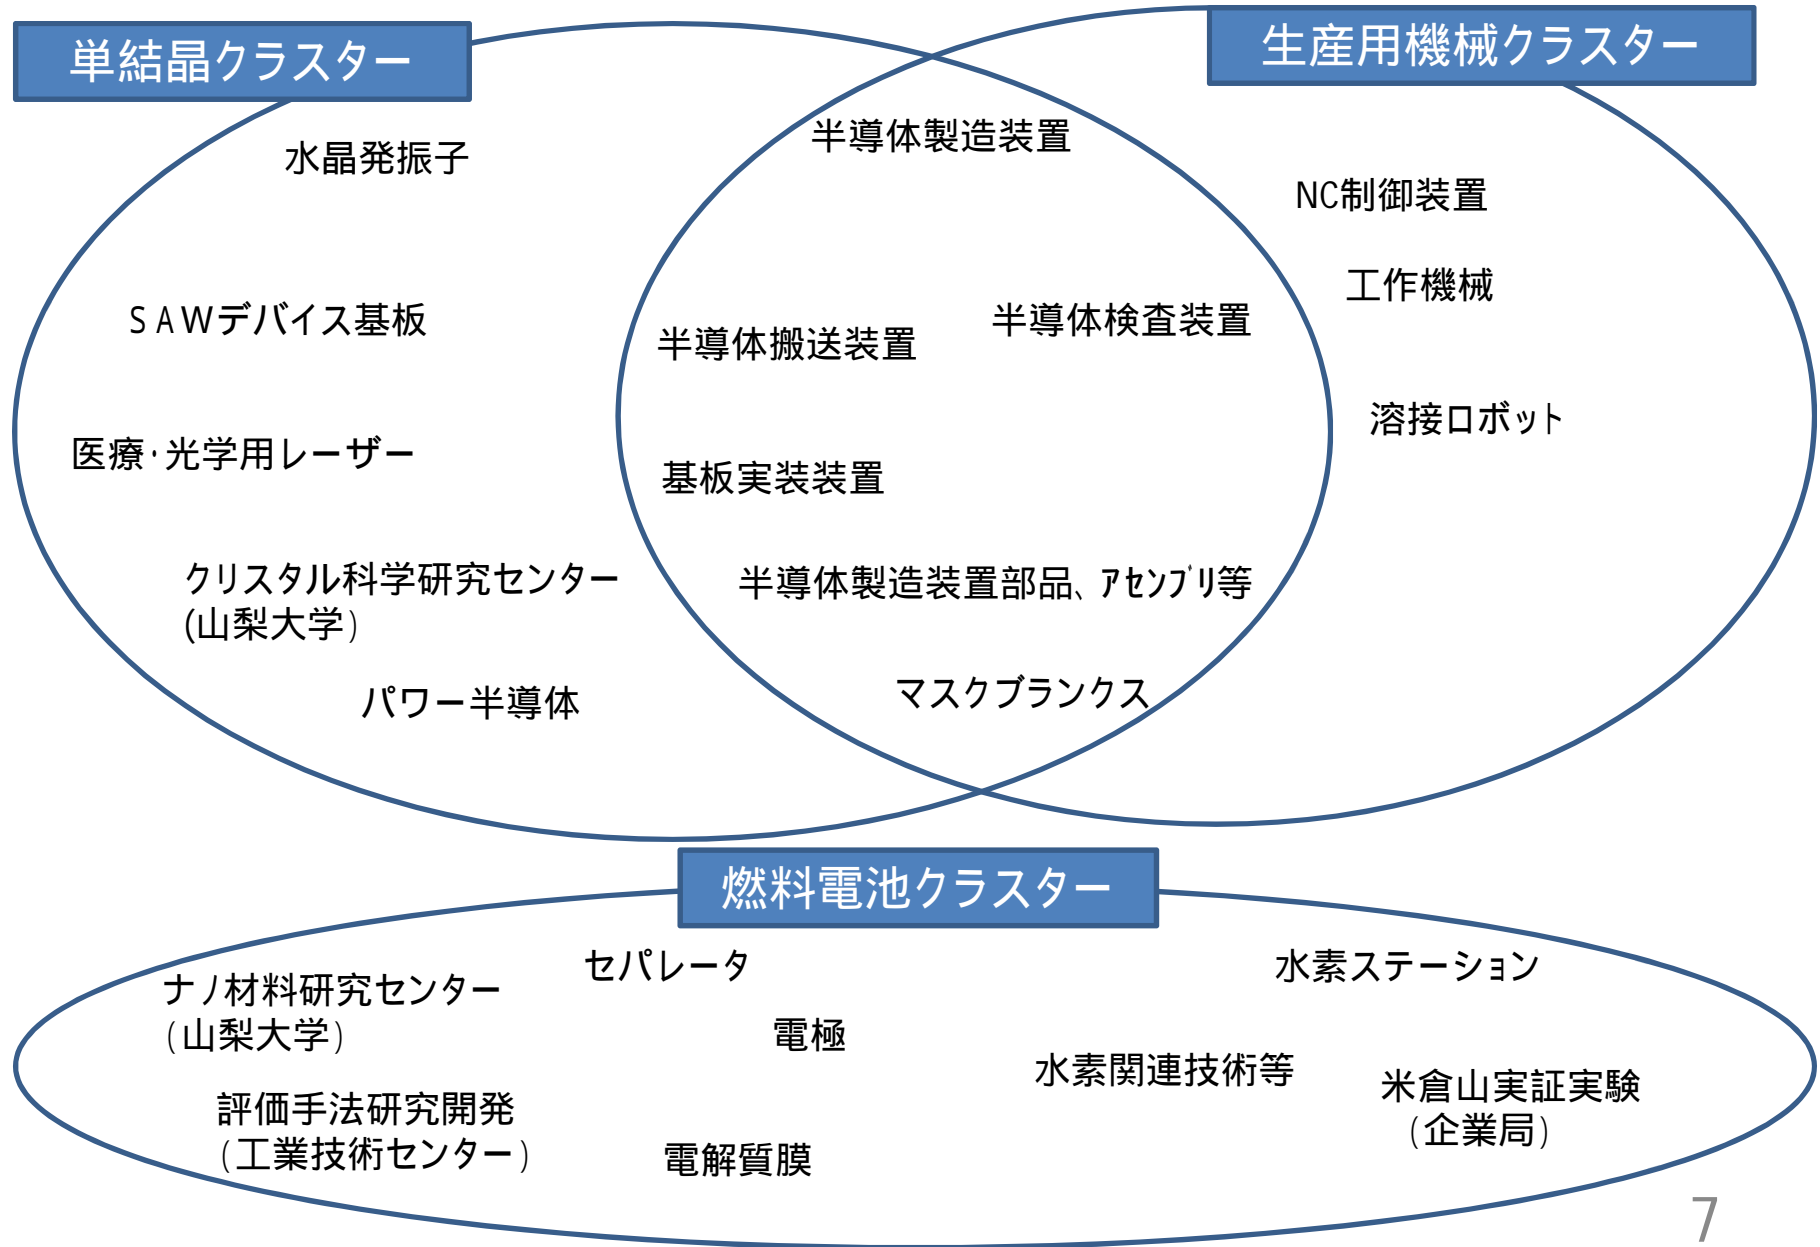 単結晶クラスター
生産用機械クラスター
水晶発振子
半導体製造装置
NC制御装置
工作機械
SAWデバイス基板
半導体搬送装置
半導体検査装置
溶接ロボット
医療・光学用レーザー
基板実装装置
クリスタル科学研究センター
(山梨大学)
半導体製造装置部品、アセンブリ等
パワー半導体
マスクブランクス
燃料電池クラスター
セパレータ
水素ステーション
ナノ材料研究センター
(山梨大学)
電極
水素関連技術等
米倉山実証実験
(企業局)
評価手法研究開発
(工業技術センター)
電解質膜
7